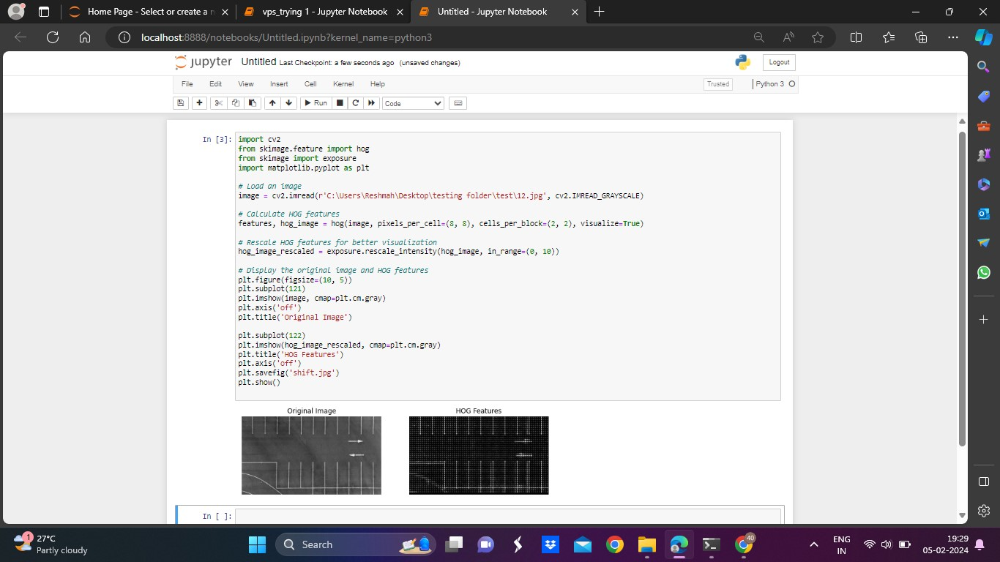 Home Page - Select or create a n
vps_trying 1 - Jupyter Notebook
Untitled - Jupyter Notebook
localhost:8888/notebooks/Untitled.ipynb?kernel_name=python3
jupyter Untitled Last Checkpoint: a few seconds ago (unsaved changes)
Logout
File Edit View Insert Cell Kernel Help
Trusted
Python 3
Run
Code
In [3]:
import cv2
from skimage.feature import hog
from skimage import exposure
import matplotlib.pyplot as plt
# Load an image
image = cv2.imread(r'C:\Users\Reshmah\Desktop\testing folder\test\12.jpg', cv2.IMREAD_GRAYSCALE)
# Calculate HOG features
features, hog_image = hog(image, pixels_per_cell=(8, 8), cells_per_block=(2, 2), visualize=True)
# Rescale HOG features for better visualization
hog_image_rescaled = exposure.rescale_intensity(hog_image, in_range=(0, 10))
# Display the original image and HOG features
plt.figure(figsize=(10, 5))
plt.subplot(121)
plt.imshow(image, cmap=plt.cm.gray)
plt.axis('off')
plt.title('Original Image')
plt.subplot(122)
plt.imshow(hog_image_rescaled, cmap=plt.cm.gray)
plt.title('HOG Features')
plt.axis('off')
plt.savefig('shift.jpg')
plt.show()
Original Image
HOG Features
In [ ]:
1
27°C
Partly cloudy
Search
40
ENG
IN
19:29
05-02-2024